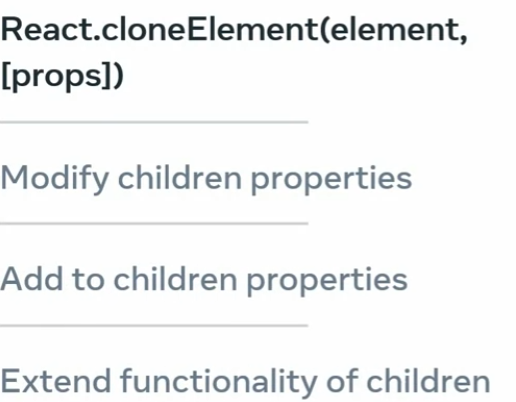 React.cloneElement(element,
[props])
Modify children properties
Add to children properties
Extend functionality of children